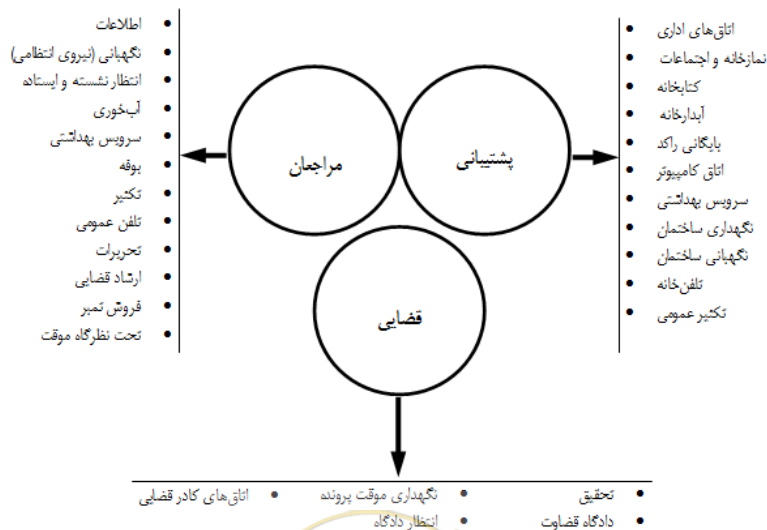 اتاق‌های اداری
نمازخانه و اجتماعات
کتابخانه
آبدارخانه
بایگانی راکد
اتاق کامپیوتر
سرویس بهداشتی
نگهداری ساختمان
نگهبانی ساختمان
تلفن‌خانه
تکثیر عمومی
پشتیبانی
مراجعان
قضایی
اطلاعات
نگهبانی (نیروی انتظامی)
انتظار نشسته و ایستاده
آب‌خوری
سرویس بهداشتی
بوفه
تکثیر
تلفن عمومی
تحریرات
ارشاد قضایی
فروش تمبر
تحت نظرگاه موقت
تحقیق
دادگاه قضاوت
نگهداری موقت پرونده
انتظار دادگاه
اتاق‌های کادر قضایی